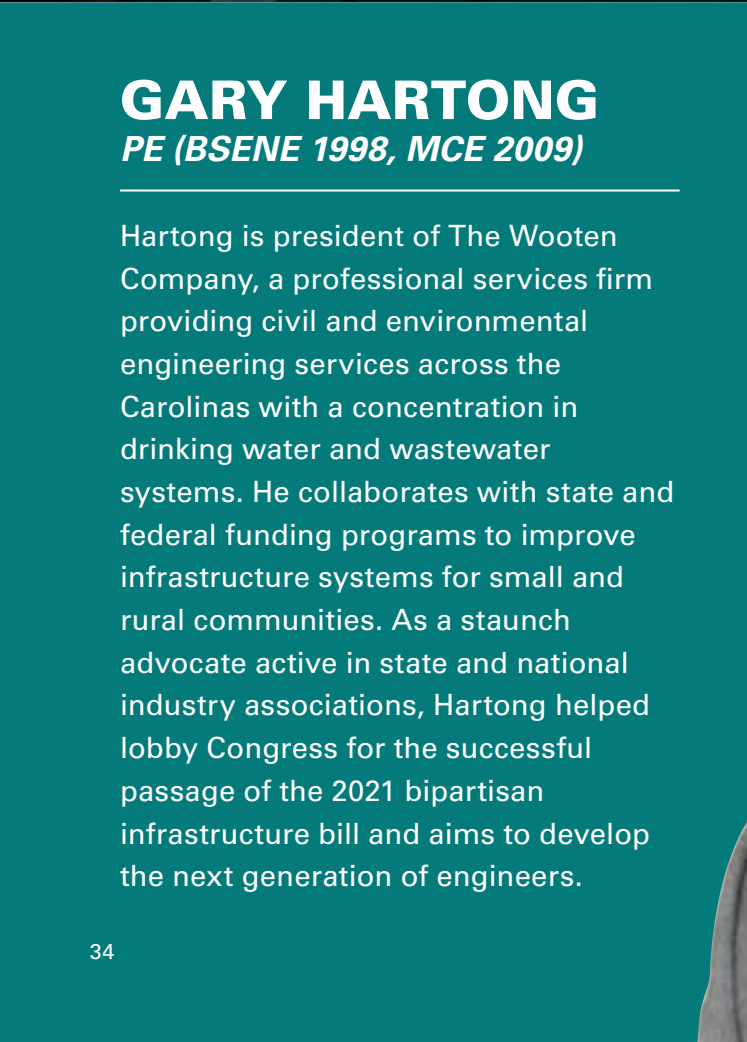 GARY HARTONG
PE (BSENE 1998, MCE 2009)
Hartong is president of The Wooten
Company, a professional services firm
providing civil and environmental
engineering services across the
Carolinas with a concentration in
drinking water and wastewater
systems. He collaborates with state and
federal funding programs to improve
infrastructure systems for small and
rural communities. As a staunch
advocate active in state and national
industry associations, Hartong helped
lobby Congress for the successful
passage of the 2021 bipartisan
infrastructure bill and aims to develop
the next generation of engineers.
34